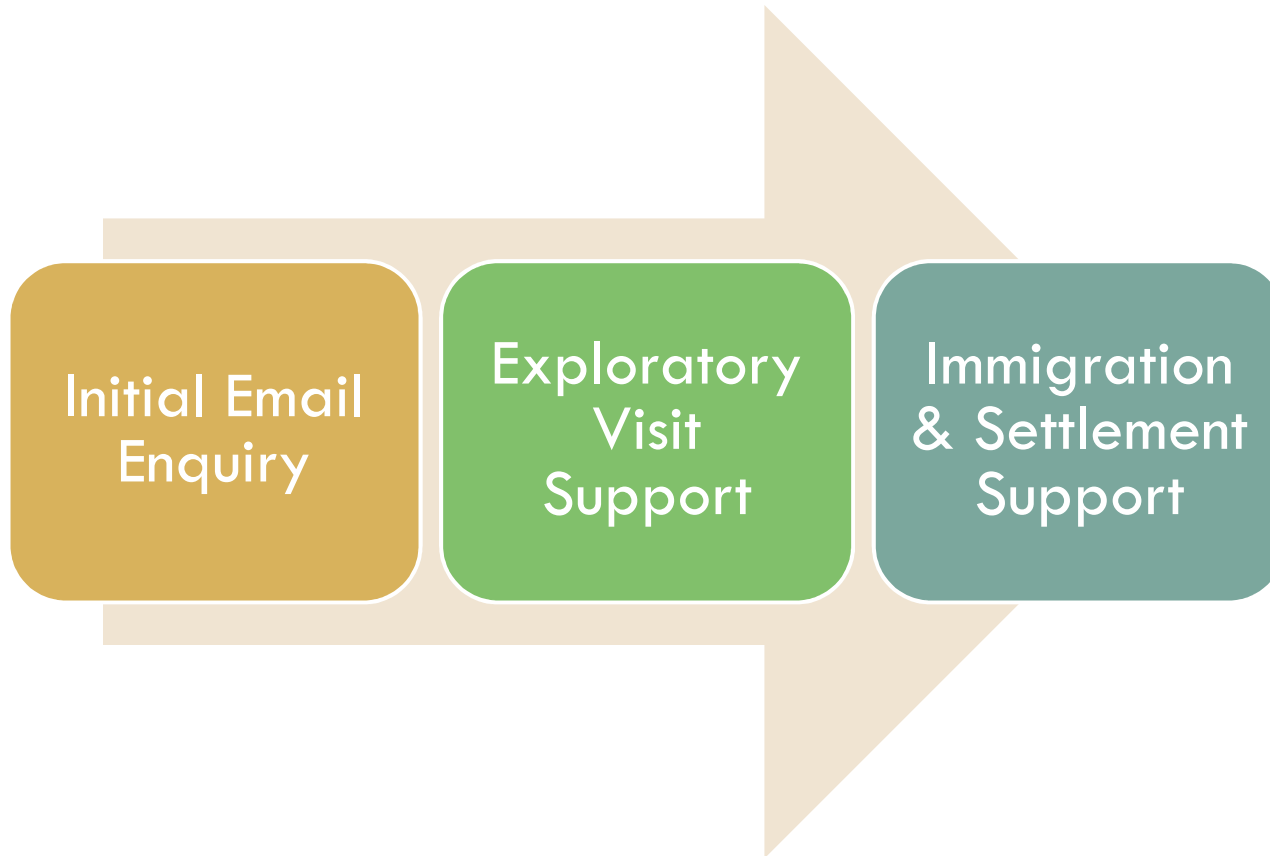 Initial Email
Enquiry
Exploratory
Visit
Support
Immigration
& Settlement
Support